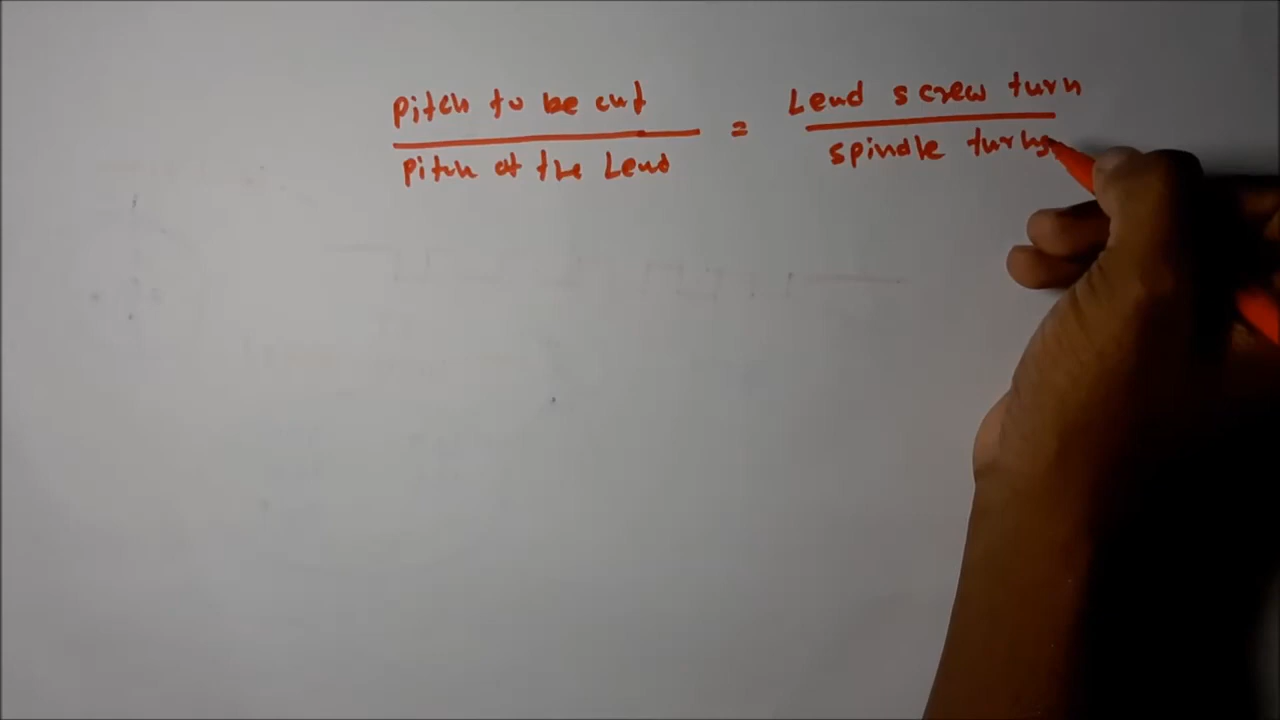 Pitch to be cut = Lead screw turn
Pitch of the Lead spindle turns